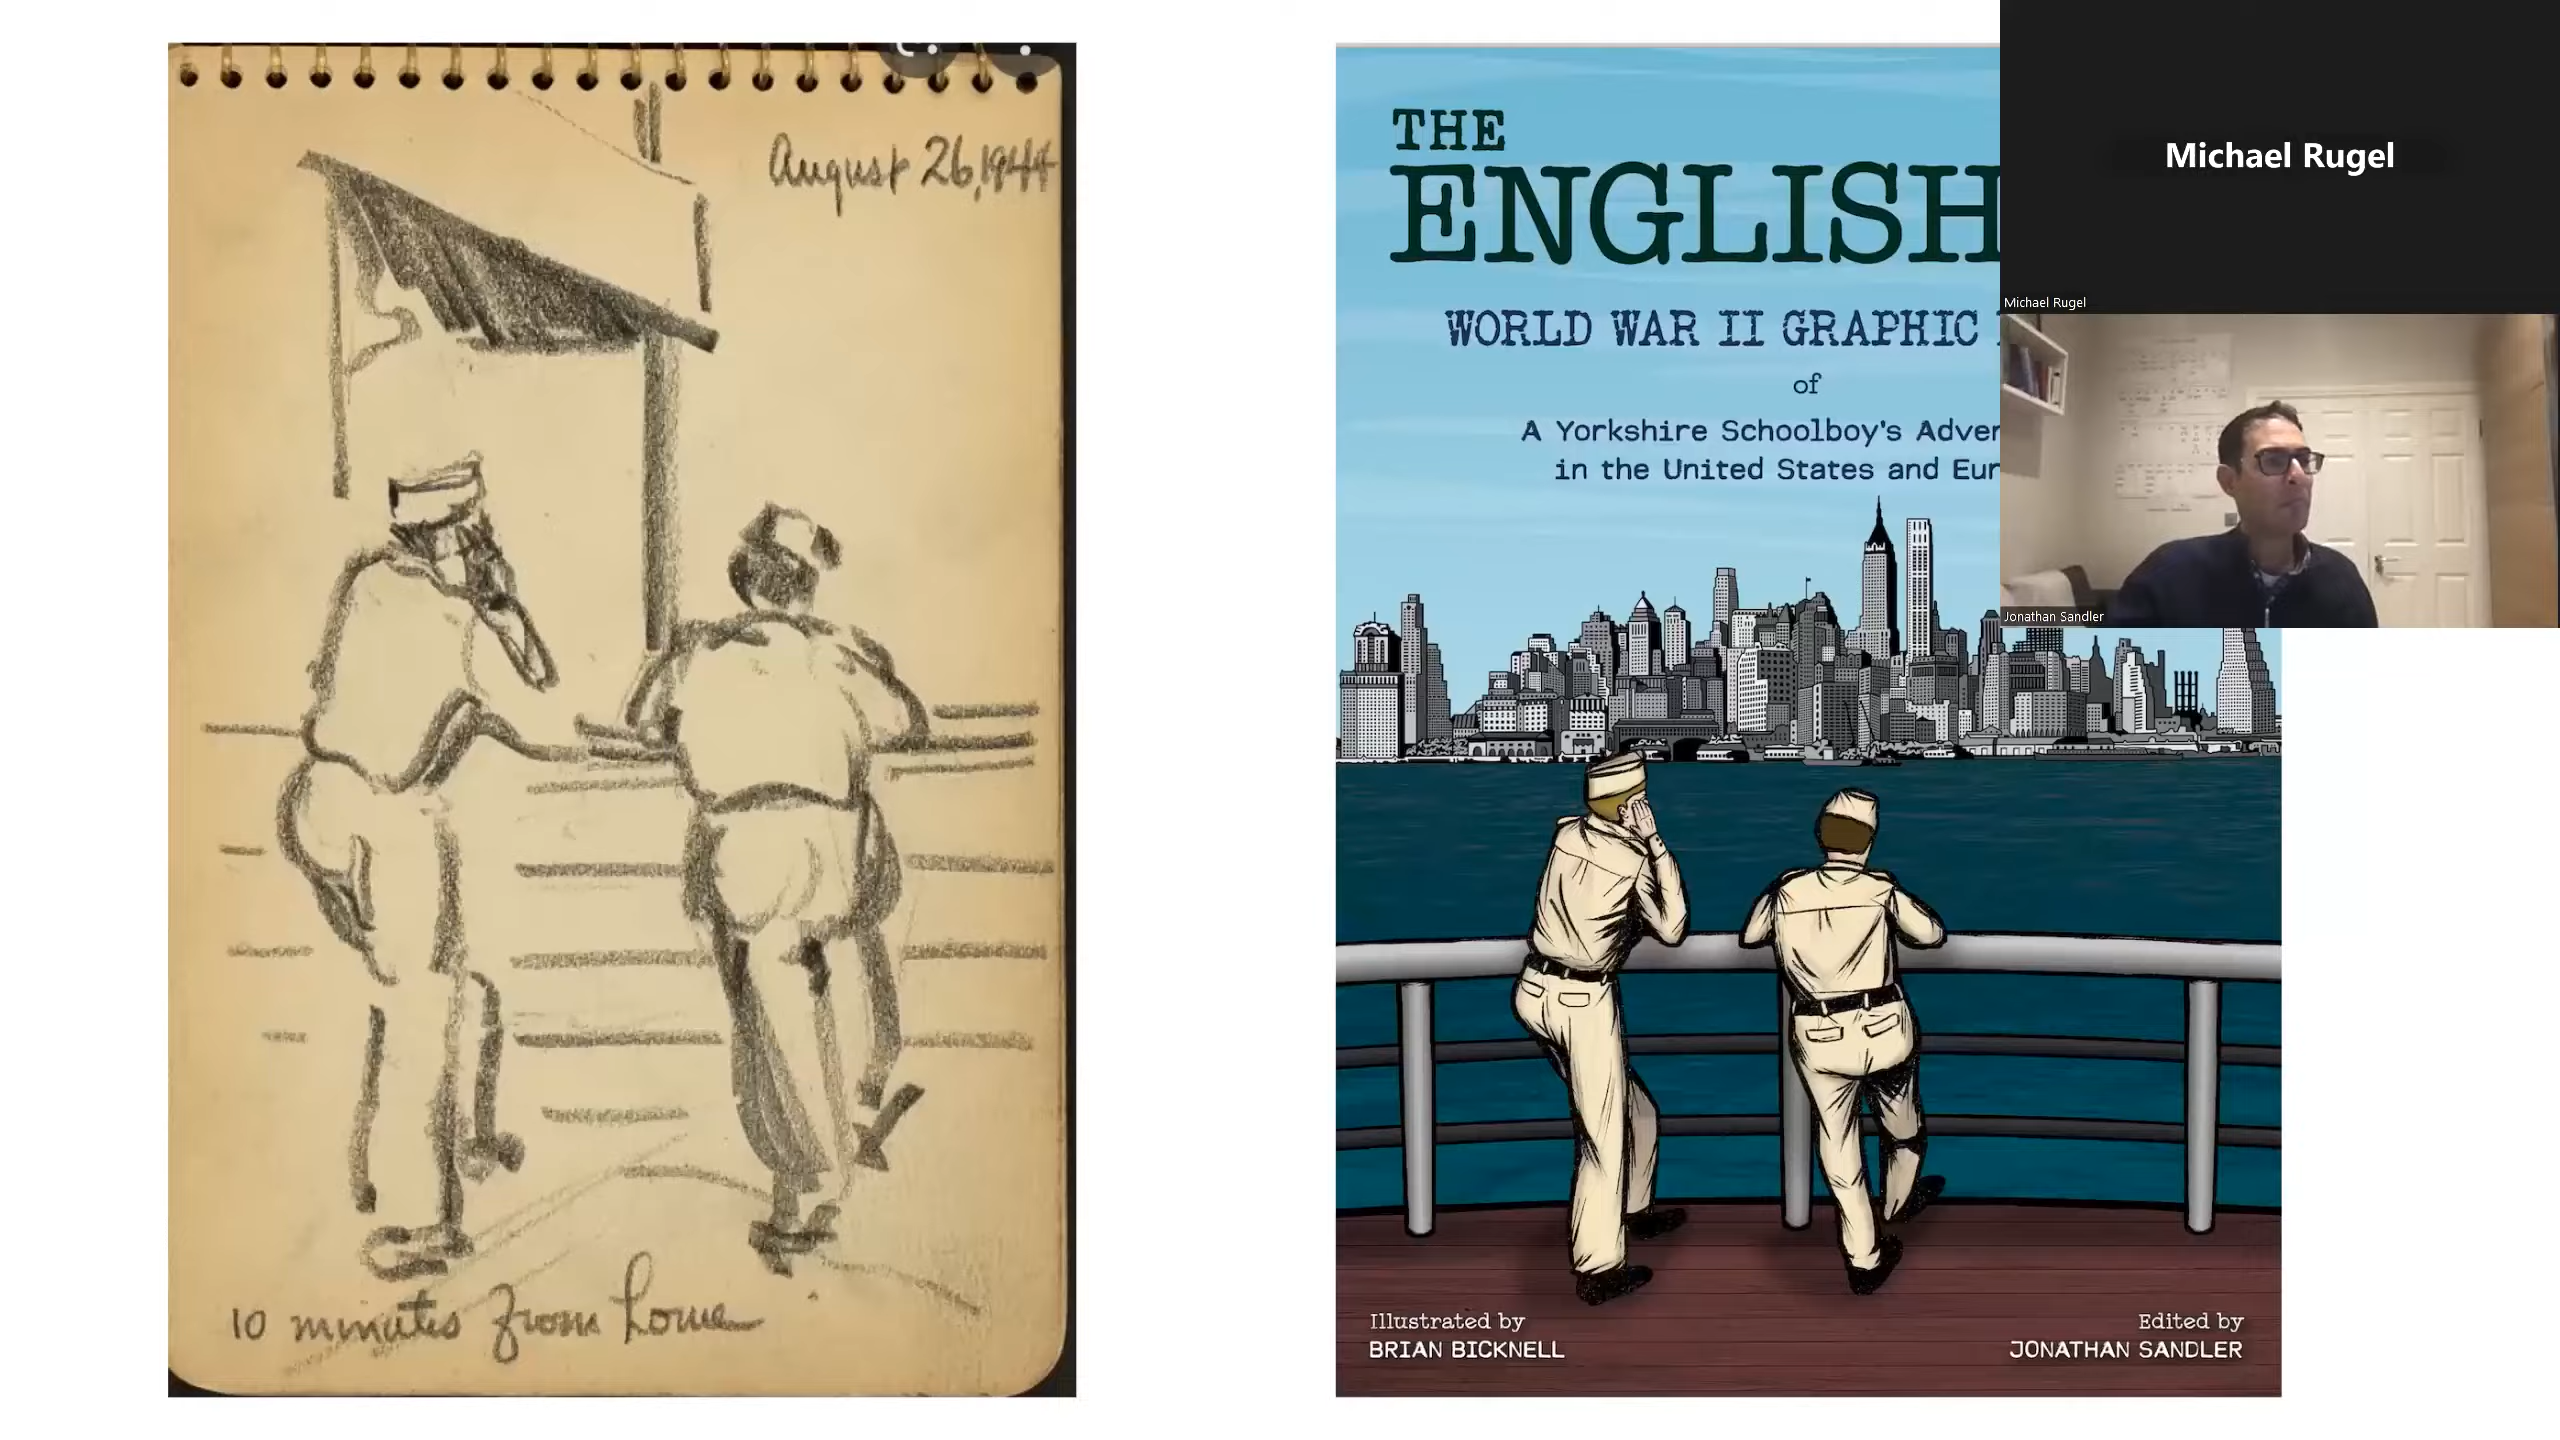 August 26, 1944
10 minutes from home
THE
ENGLISH
WORLD WAR II GRAPHIC
of
A Yorkshire Schoolboy's Adven
in the United States and Eur
Illustrated by
BRIAN BICKNELL
Edited by
JONATHAN SANDLER
Michael Rugel
Michael Rugel
Jonathan Sandler